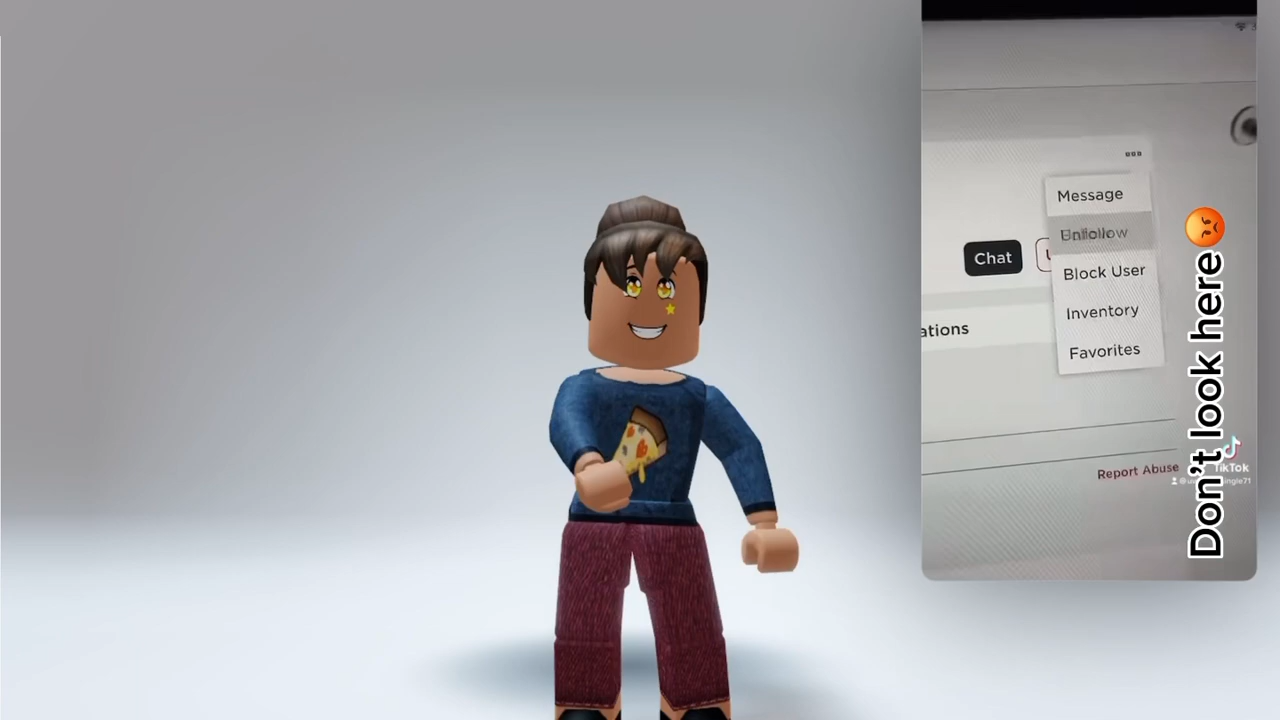 Message
Block User
Chat
Inventory
ations
Favorites
Report Abuse
TikTok
Don't look here